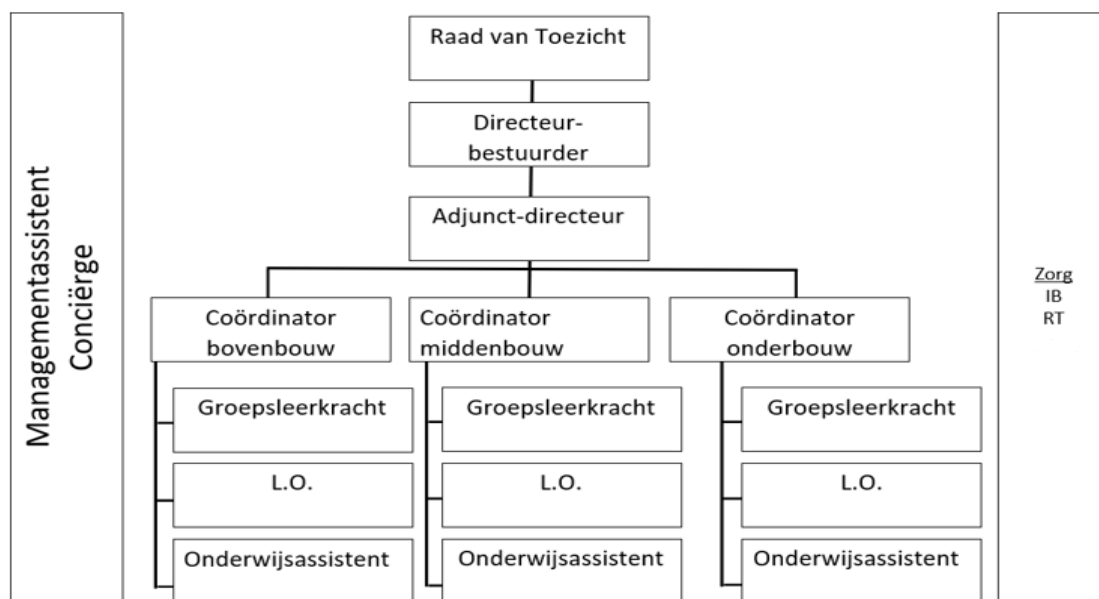 Managementassistent
Conciërge
Raad van Toezicht
Directeur-
bestuurder
Adjunct-directeur
Coördinator
bovenbouw
Groepsleerkracht
L.O.
Onderwijsassistent
Coördinator
middenbouw
Groepsleerkracht
L.O.
Onderwijsassistent
Coördinator
onderbouw
Groepsleerkracht
L.O.
Onderwijsassistent
Zorg
IB
RT